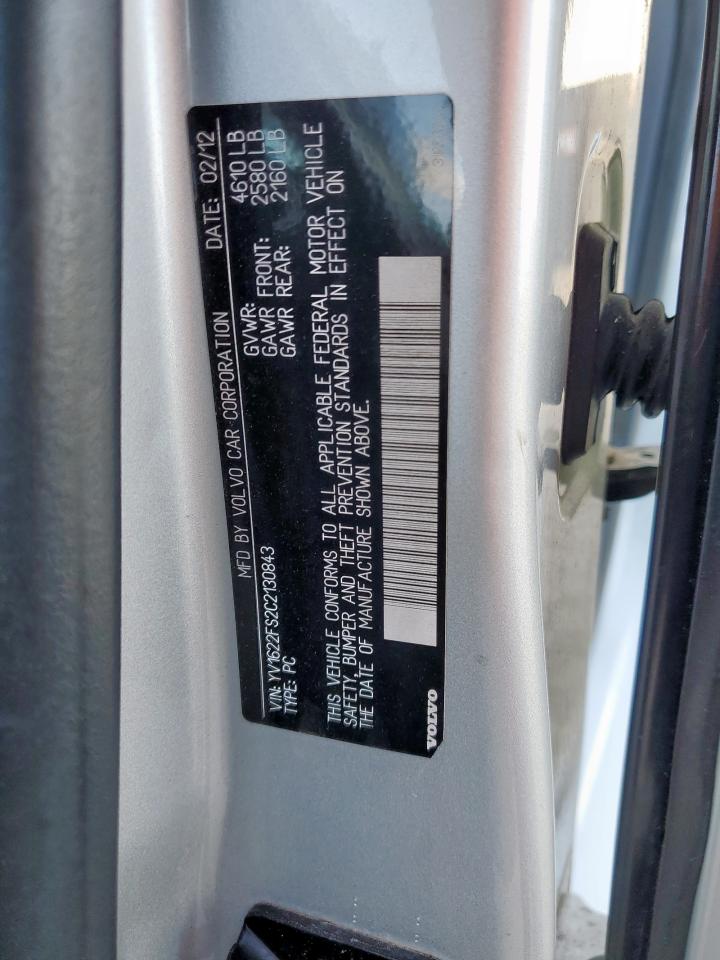 MFD BY VOLVO CAR CORPORATION DATE: 02/12
GVWR: 4610 LB
GAWR FRONT: 2580 LB
VIN: YV1622FS2C2130843 GAWR REAR: 2160 LB
TYPE: PC
THIS VEHICLE CONFORMS TO ALL APPLICABLE FEDERAL MOTOR VEHICLE
SAFETY, BUMPER AND THEFT PREVENTION STANDARDS IN EFFECT ON
THE DATE OF MANUFACTURE SHOWN ABOVE.
VOLVO